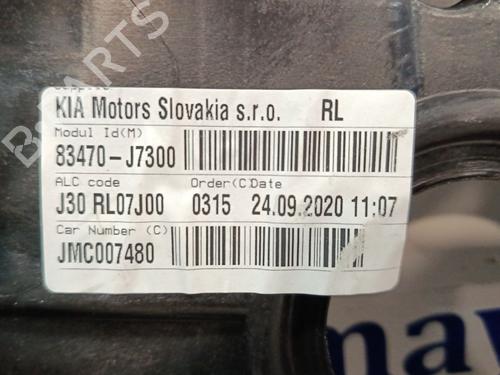 PARTS
KIA Motors Slovakia s.r.o. RL
Modul Id(M)
83470-J7300
ALC code Order(C)Date
J30 RL07J00 0315 24.09.2020 11:07
Car Number (C)
JMC007480